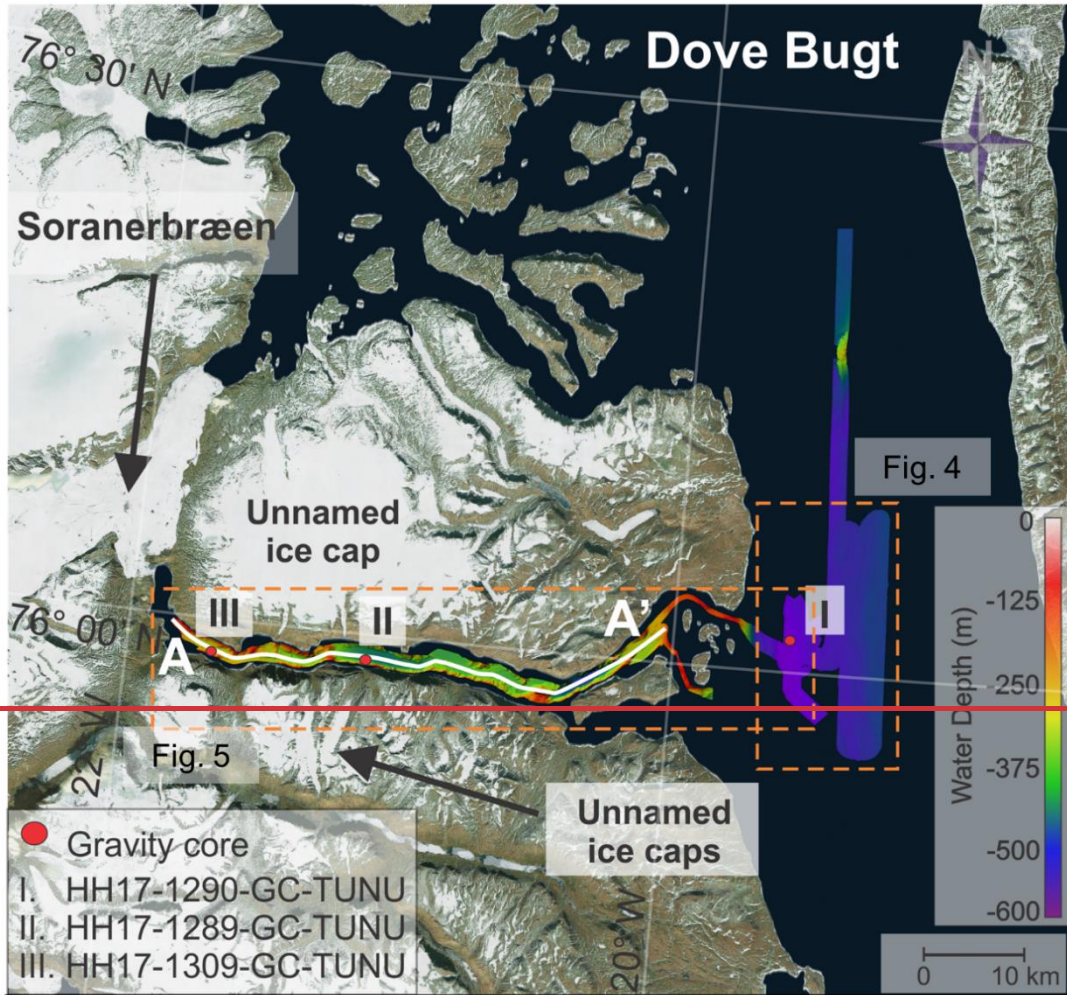 Dove Bugt
76° 30' N
N
Soranerbræen
Fig. 4
Unnamed
ice cap
0
-125
-250
-375
-500
-600
Water Depth (m)
III
II
A'
I
76° 00' N
A
Fig. 5
22° W
Unnamed
ice caps
Gravity core
I. HH17-1290-GC-TUNU
II. HH17-1289-GC-TUNU
III. HH17-1309-GC-TUNU
20° W
0 10 km